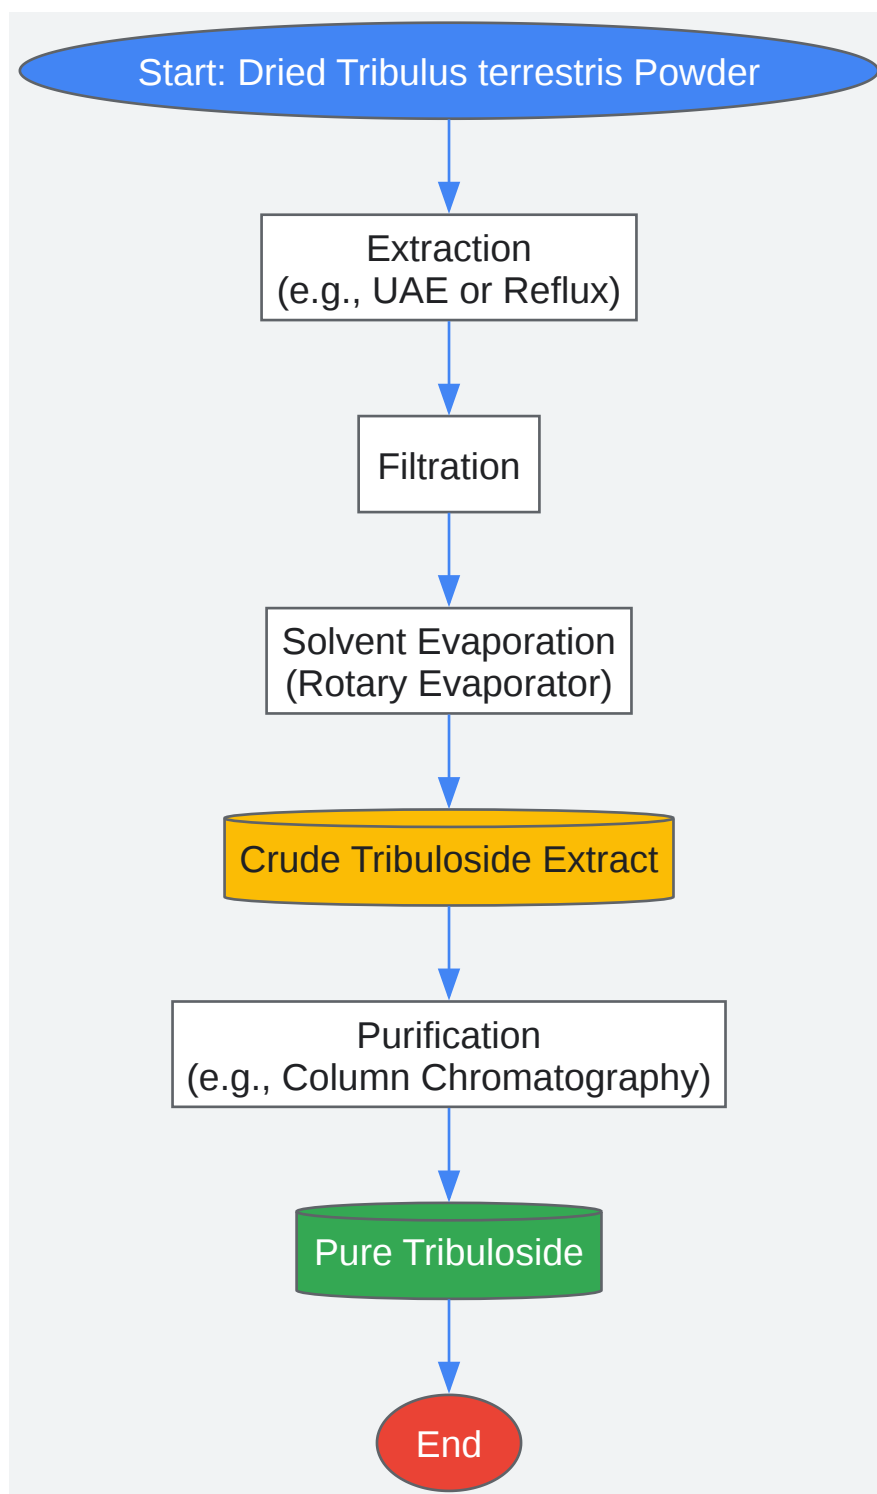 Start: Dried Tribulus terrestris Powder
Extraction
(e.g., UAE or Reflux)
Filtration
Solvent Evaporation
(Rotary Evaporator)
Crude Tribuloside Extract
Purification
(e.g., Column Chromatography)
Pure Tribuloside
End